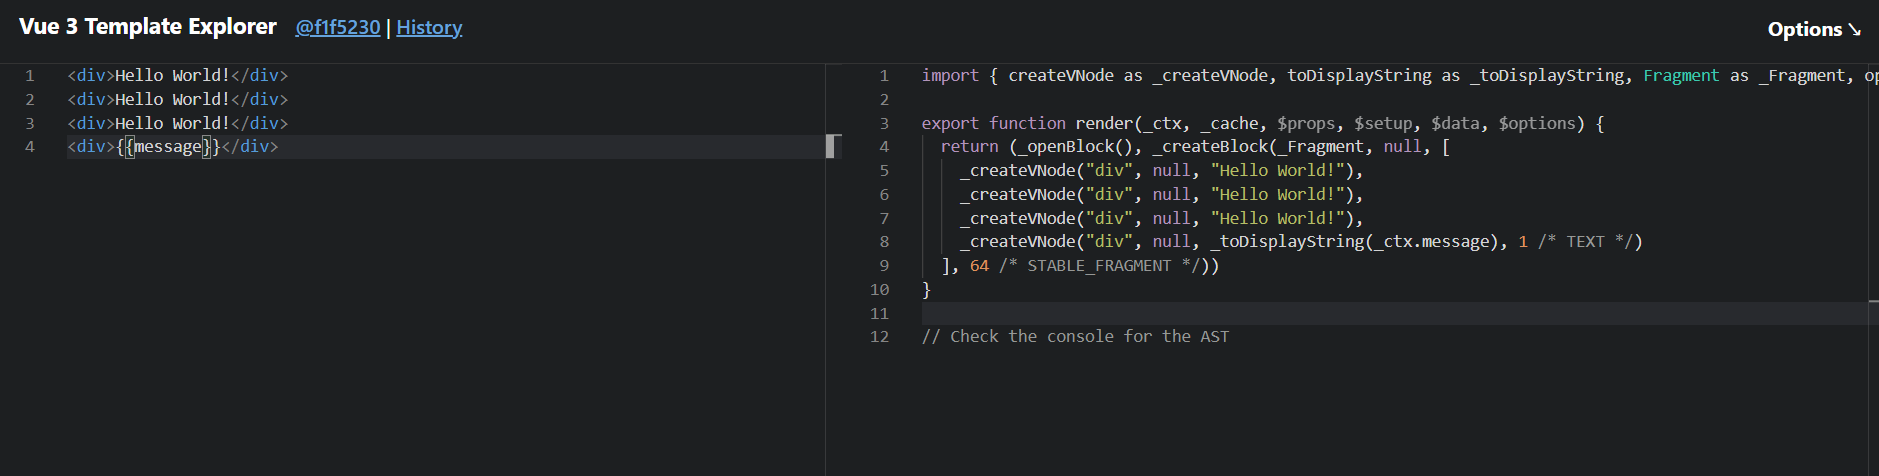 Vue 3 Template Explorer @f1f5230 | History Options ↘
1 <div>Hello World!</div>
2 <div>Hello World!</div>
3 <div>Hello World!</div>
4 <div>{{message}}</div>
1 import { createVNode as _createVNode, toDisplayString as _toDisplayString, Fragment as _Fragment, op
2
3 export function render(_ctx, _cache, $props, $setup, $data, $options) {
4 return (_openBlock(), _createBlock(_Fragment, null, [
5 _createVNode("div", null, "Hello World!"),
6 _createVNode("div", null, "Hello World!"),
7 _createVNode("div", null, "Hello World!"),
8 _createVNode("div", null, _toDisplayString(_ctx.message), 1 /* TEXT */)
9 ], 64 /* STABLE_FRAGMENT */))
10 }
11
12 // Check the console for the AST